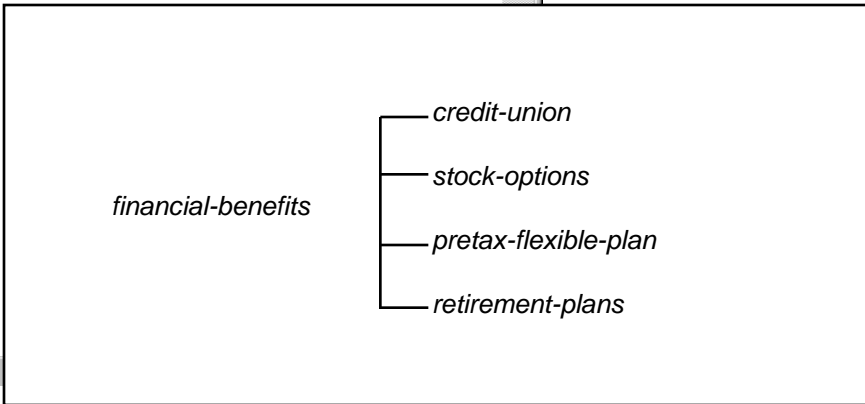 credit-union
stock-options
financial-benefits
pretax-flexible-plan
retirement-plans